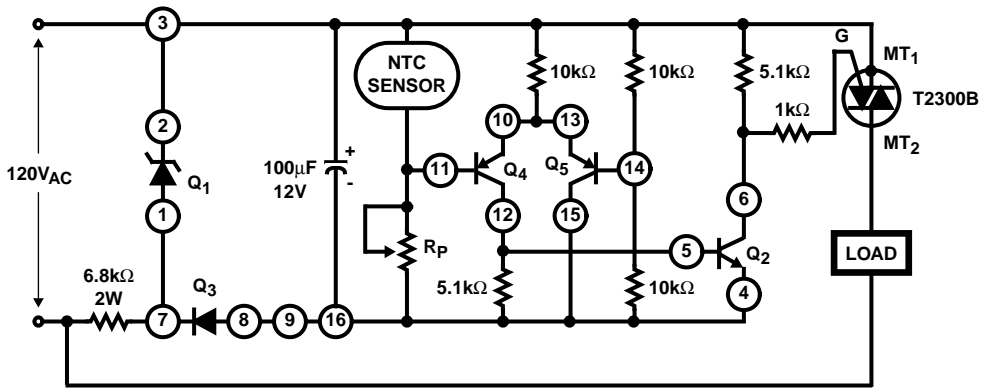 3
G
MT1
NTC
SENSOR
10kΩ
10kΩ
5.1kΩ
T2300B
1kΩ
2
10
13
MT2
120VAC
Q1
100μF
12V
+
-
11
Q4
Q5
14
1
12
15
6
RP
5
Q2
LOAD
6.8kΩ
2W
Q3
5.1kΩ
10kΩ
4
7
8
9
16